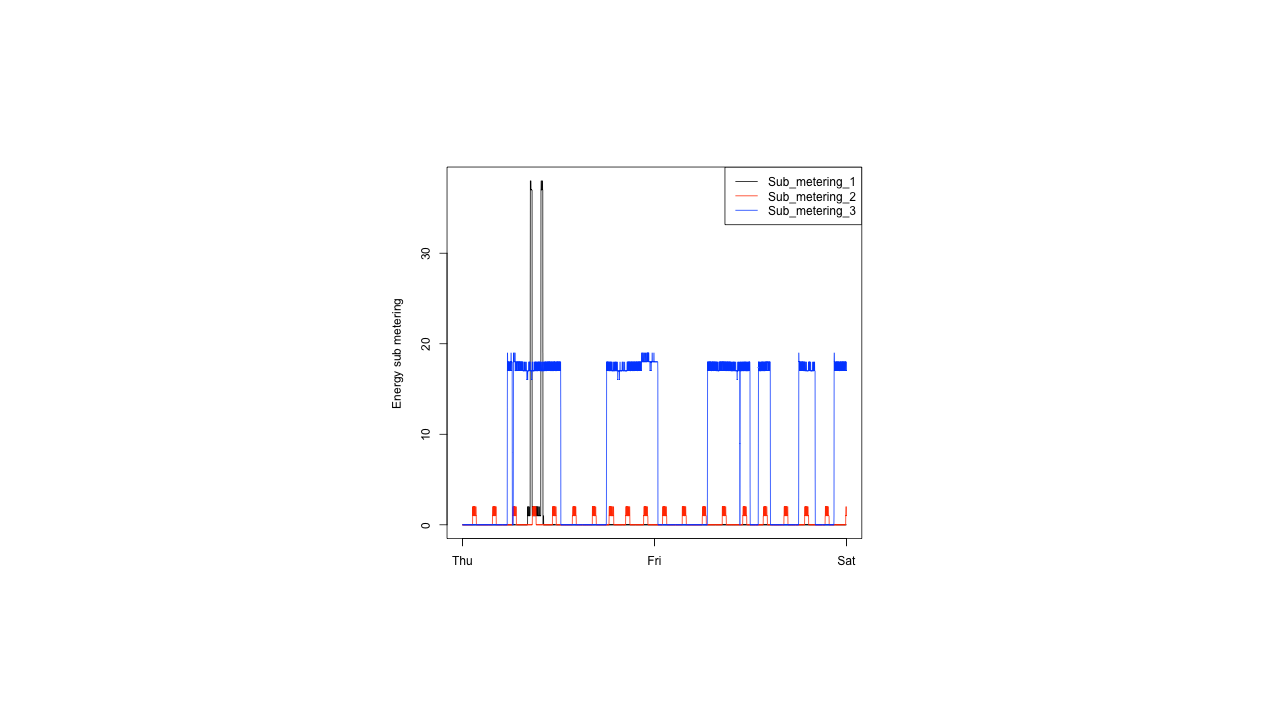 Sub_metering_1
Sub_metering_2
Sub_metering_3
Energy sub metering
30
20
10
0
Thu Fri Sat